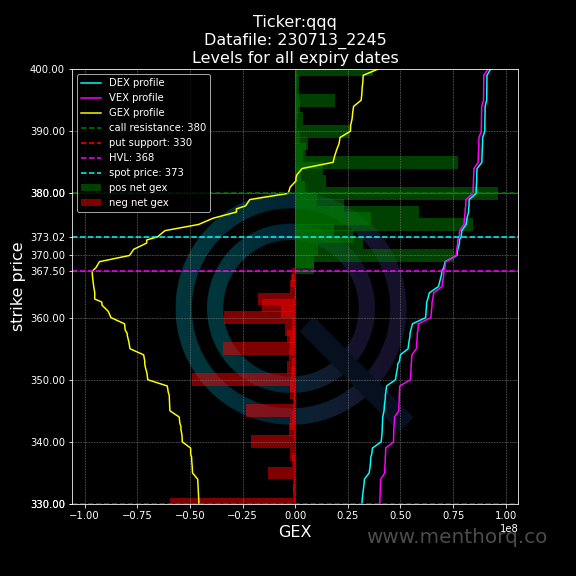 Ticker:qqq
Datafile: 230713_2245
Levels for all expiry dates
DEX profile
VEX profile
GEX profile
call resistance: 380
put support: 330
HVL: 368
spot price: 373
pos net gex
neg net gex
strike price
400.00
390.00
380.00
373.02
370.00
367.50
360.00
350.00
340.00
330.00
−1.00 −0.75 −0.50 −0.25 0.00 0.25 0.50 0.75 1.00
1e8
GEX
www.menthorq.co